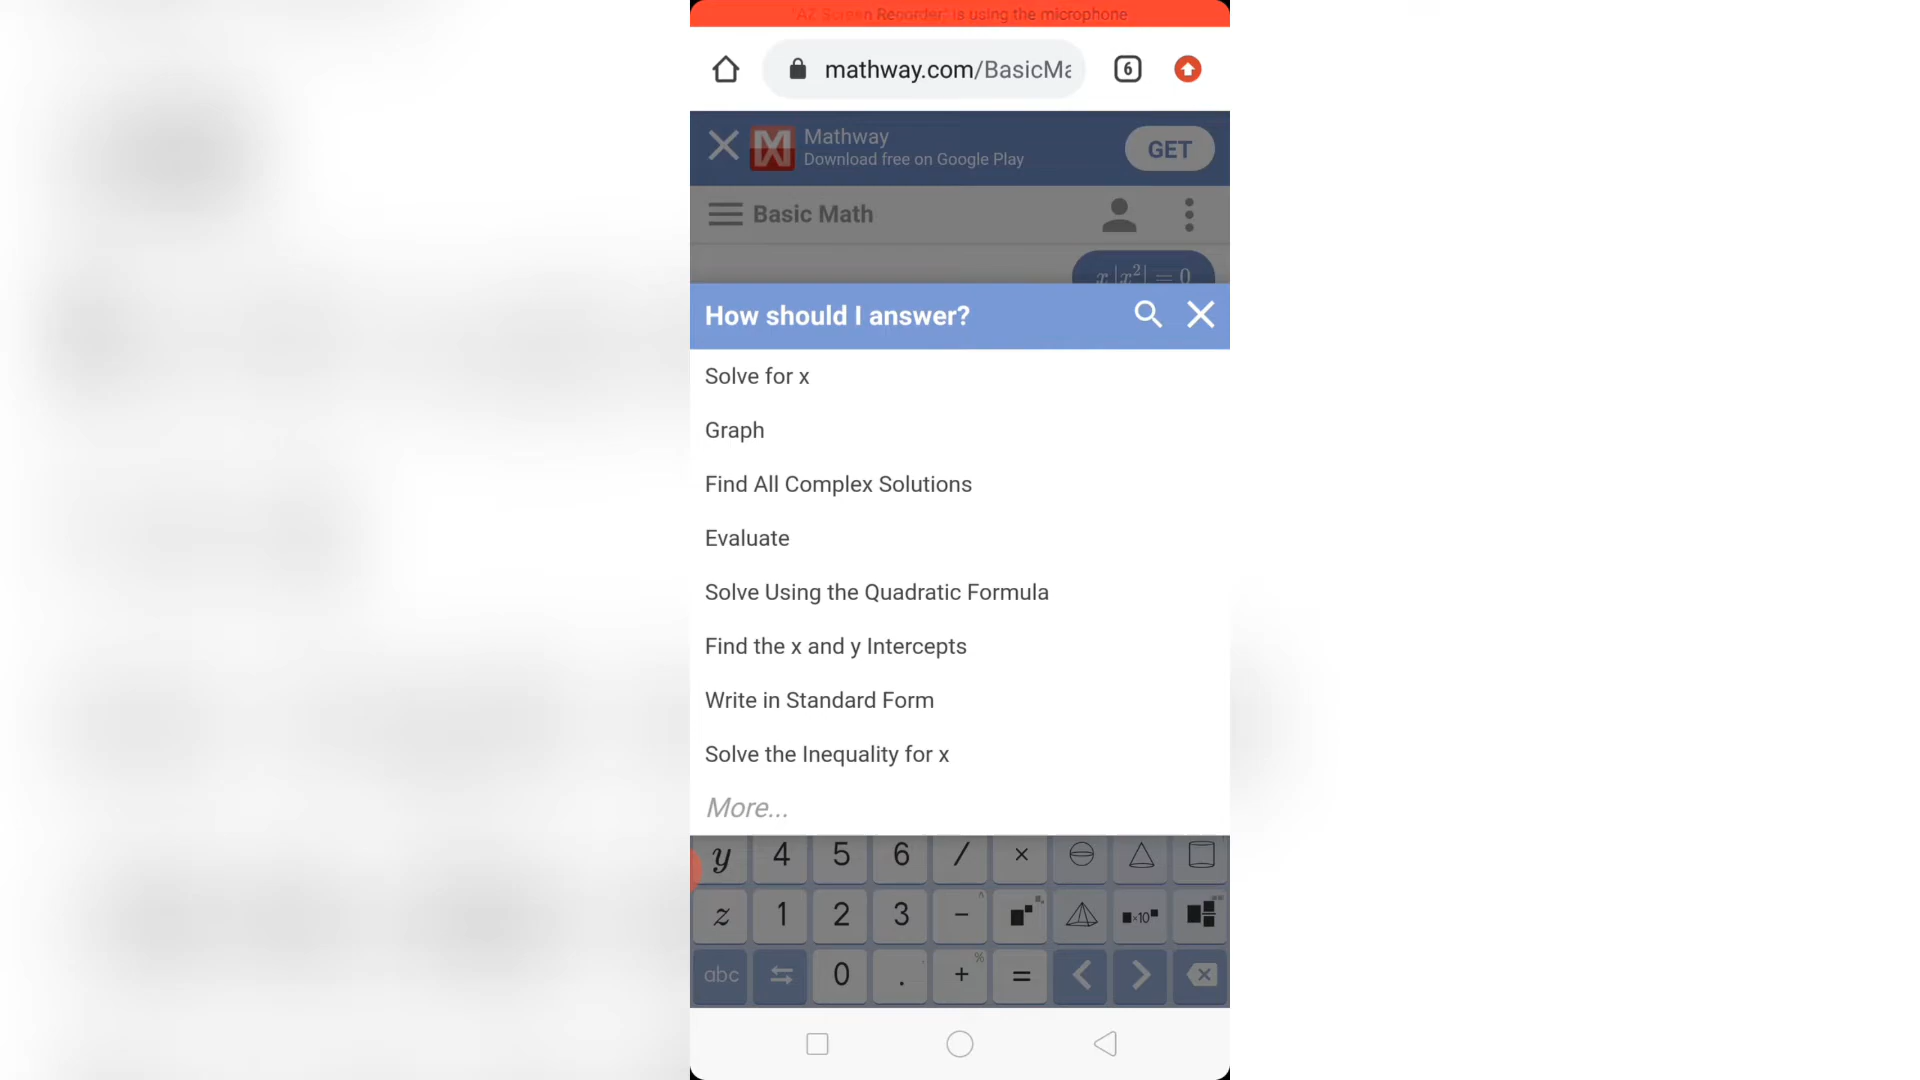 "AZ Screen Recorder" is using the microphone
mathway.com/BasicMa
6
Mathway
Download free on Google Play
GET
Basic Math
x |x²| = 0
How should I answer?
Solve for x
Graph
Find All Complex Solutions
Evaluate
Solve Using the Quadratic Formula
Find the x and y Intercepts
Write in Standard Form
Solve the Inequality for x
More...
y 4 5 6 / ×
z 1 2 3 − ^ ■×10■
abc 0 . + % =